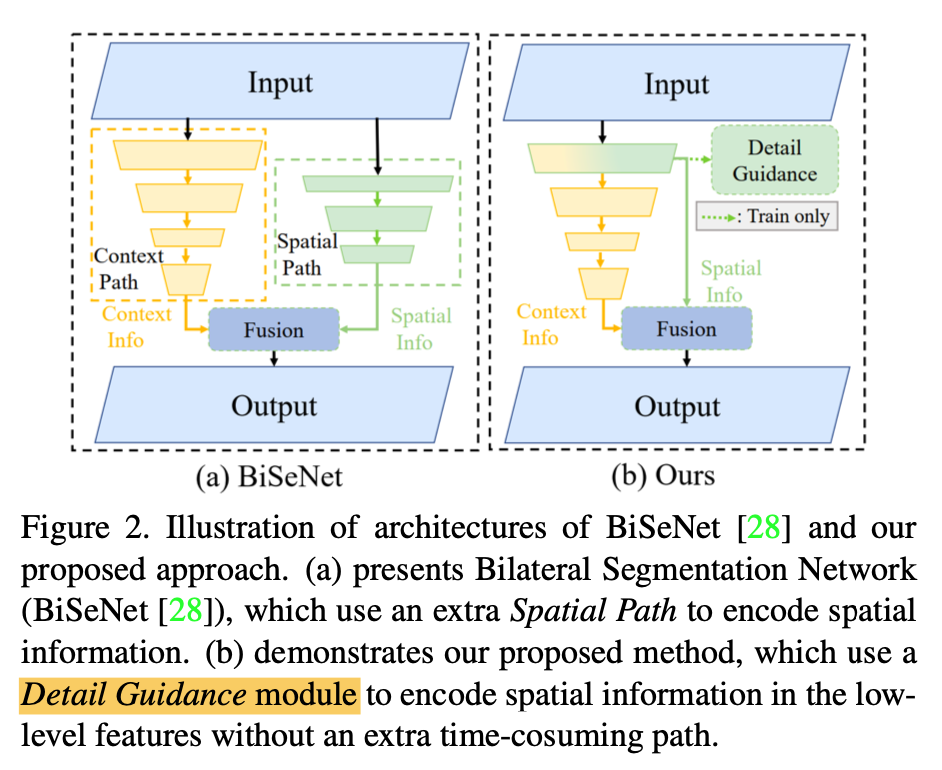 Input
Context
Path
Spatial
Path
Context
Info
Fusion
Spatial
Info
Output
(a) BiSeNet
Input
Detail
Guidance
: Train only
Spatial
Info
Context
Info
Fusion
Output
(b) Ours
Figure 2. Illustration of architectures of BiSeNet [28] and our
proposed approach. (a) presents Bilateral Segmentation Network
(BiSeNet [28]), which use an extra Spatial Path to encode spatial
information. (b) demonstrates our proposed method, which use a
Detail Guidance module to encode spatial information in the low-
level features without an extra time-cosuming path.